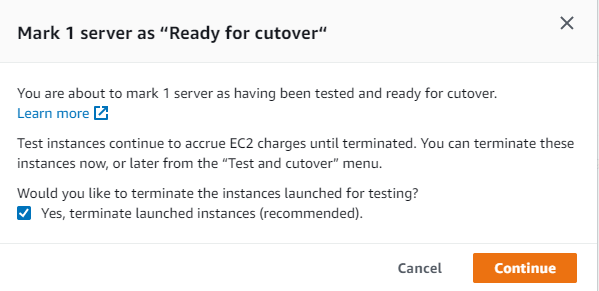 Mark 1 server as “Ready for cutover“
You are about to mark 1 server as having been tested and ready for cutover.
Learn more
Test instances continue to accrue EC2 charges until terminated. You can terminate these
instances now, or later from the “Test and cutover” menu.
Would you like to terminate the instances launched for testing?
Yes, terminate launched instances (recommended).
Cancel Continue